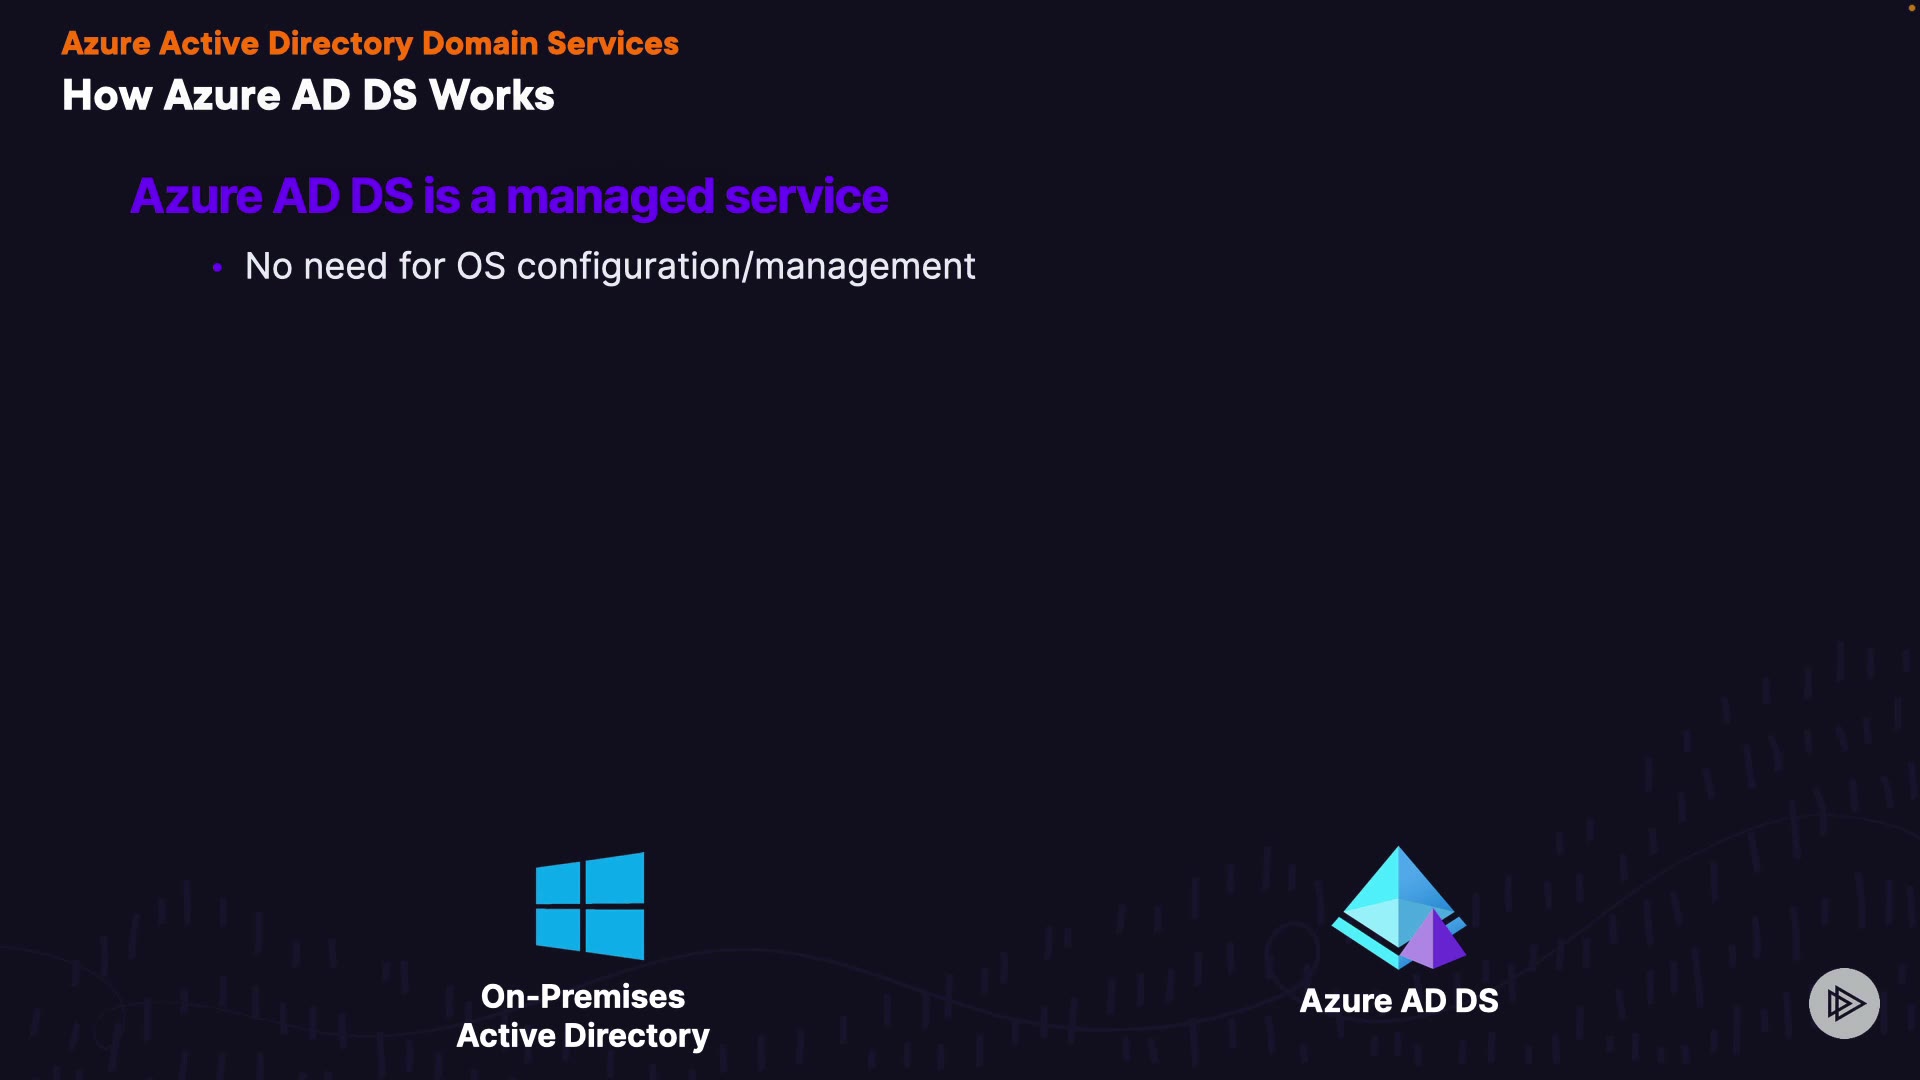 Azure Active Directory Domain Services
How Azure AD DS Works
Azure AD DS is a managed service
• No need for OS configuration/management
On-Premises
Active Directory
Azure AD DS